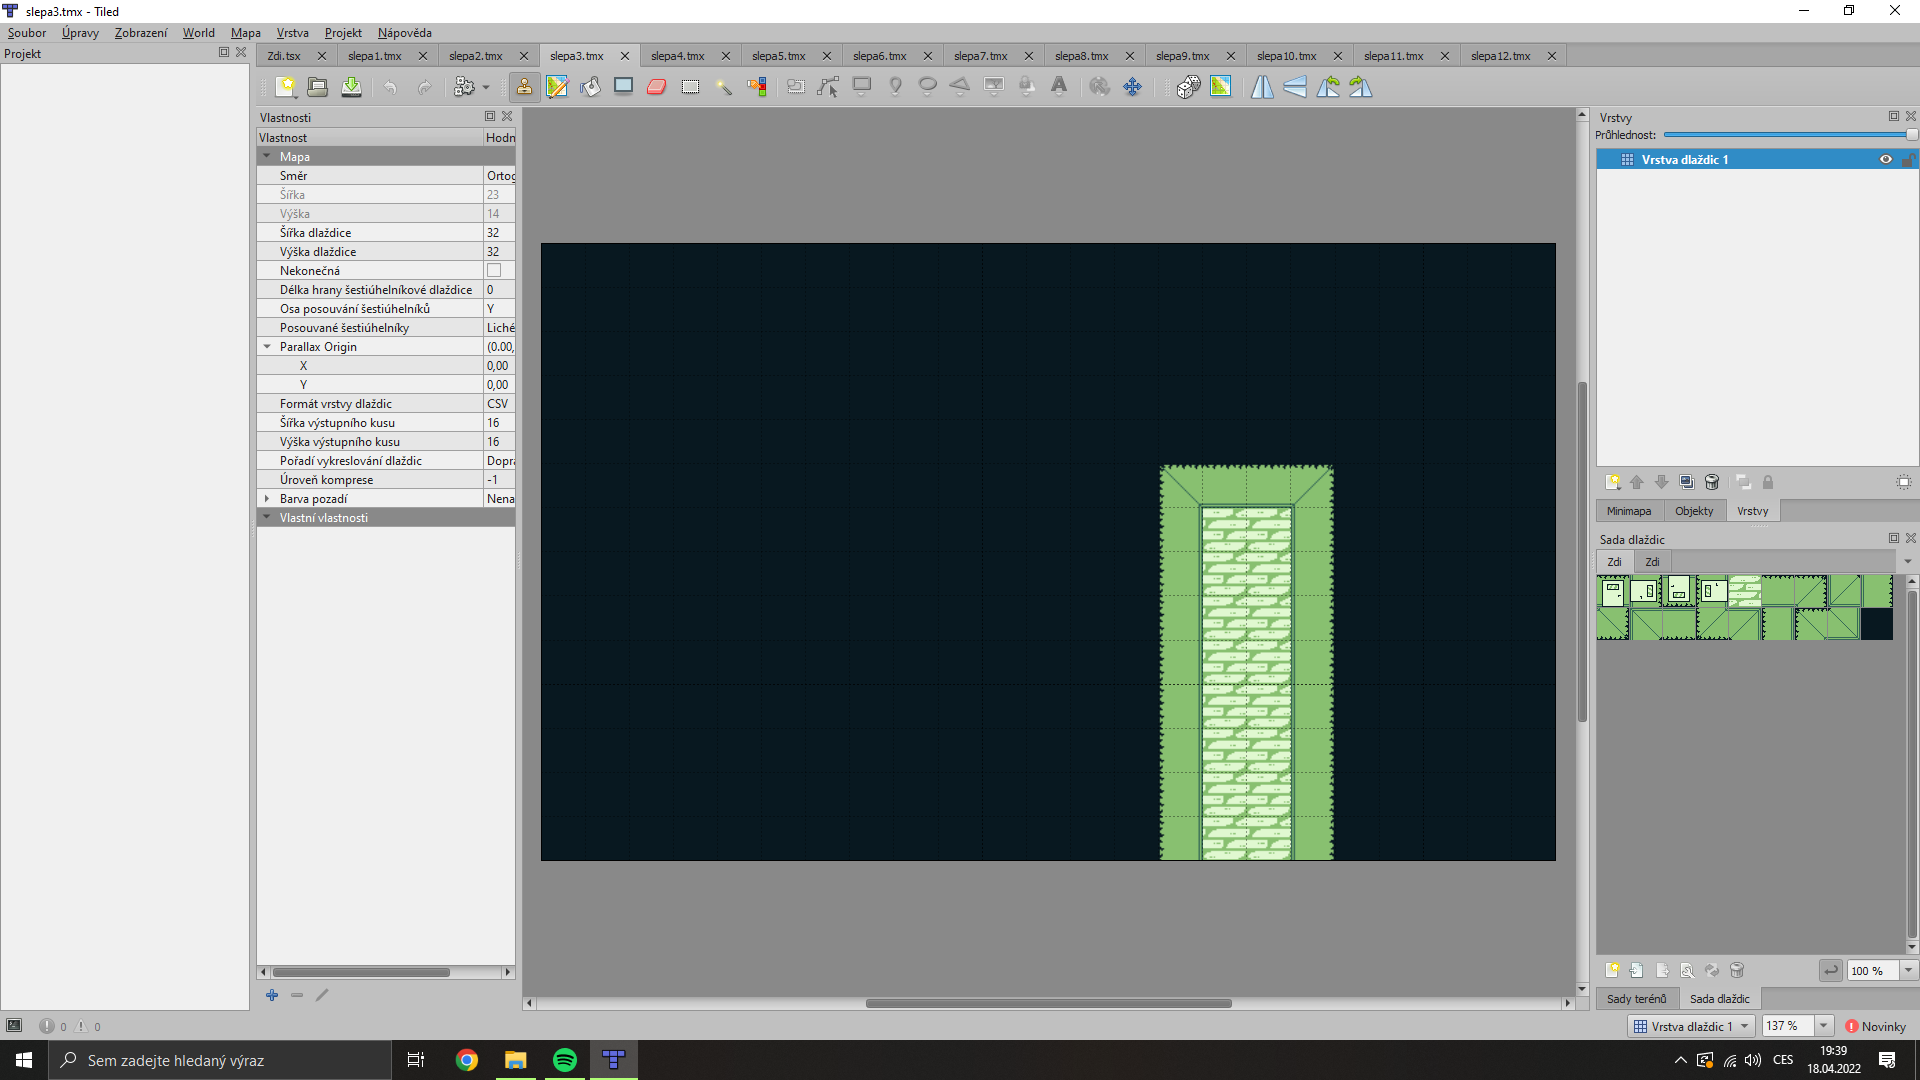 slepa3.tmx - Tiled
Soubor Úpravy Zobrazení World Mapa Vrstva Projekt Nápověda
Projekt
Zdi.tsx slepa1.tmx slepa2.tmx slepa3.tmx slepa4.tmx slepa5.tmx slepa6.tmx slepa7.tmx slepa8.tmx slepa9.tmx slepa10.tmx slepa11.tmx slepa12.tmx
Vlastnosti
Vlastnost Hodn
Mapa
Směr Ortog
Šířka 23
Výška 14
Šířka dlaždice 32
Výška dlaždice 32
Nekonečná
Délka hrany šestiúhelníkové dlaždice 0
Osa posouvání šestiúhelníků Y
Posouvané šestiúhelníky Liché
Parallax Origin (0.00,
X 0,00
Y 0,00
Formát vrstvy dlaždic CSV
Šířka výstupního kusu 16
Výška výstupního kusu 16
Pořadí vykreslování dlaždic Dopra
Úroveň komprese -1
Barva pozadí Nena
Vlastní vlastnosti
Vrstvy
Průhlednost:
Vrstva dlaždic 1
Minimapa Objekty Vrstvy
Sada dlaždic
Zdi Zdi
100 %
Sady terénů Sada dlaždic
0 0
Vrstva dlaždic 1 137 % Novinky
Sem zadejte hledaný výraz
CES
19:39
18.04.2022